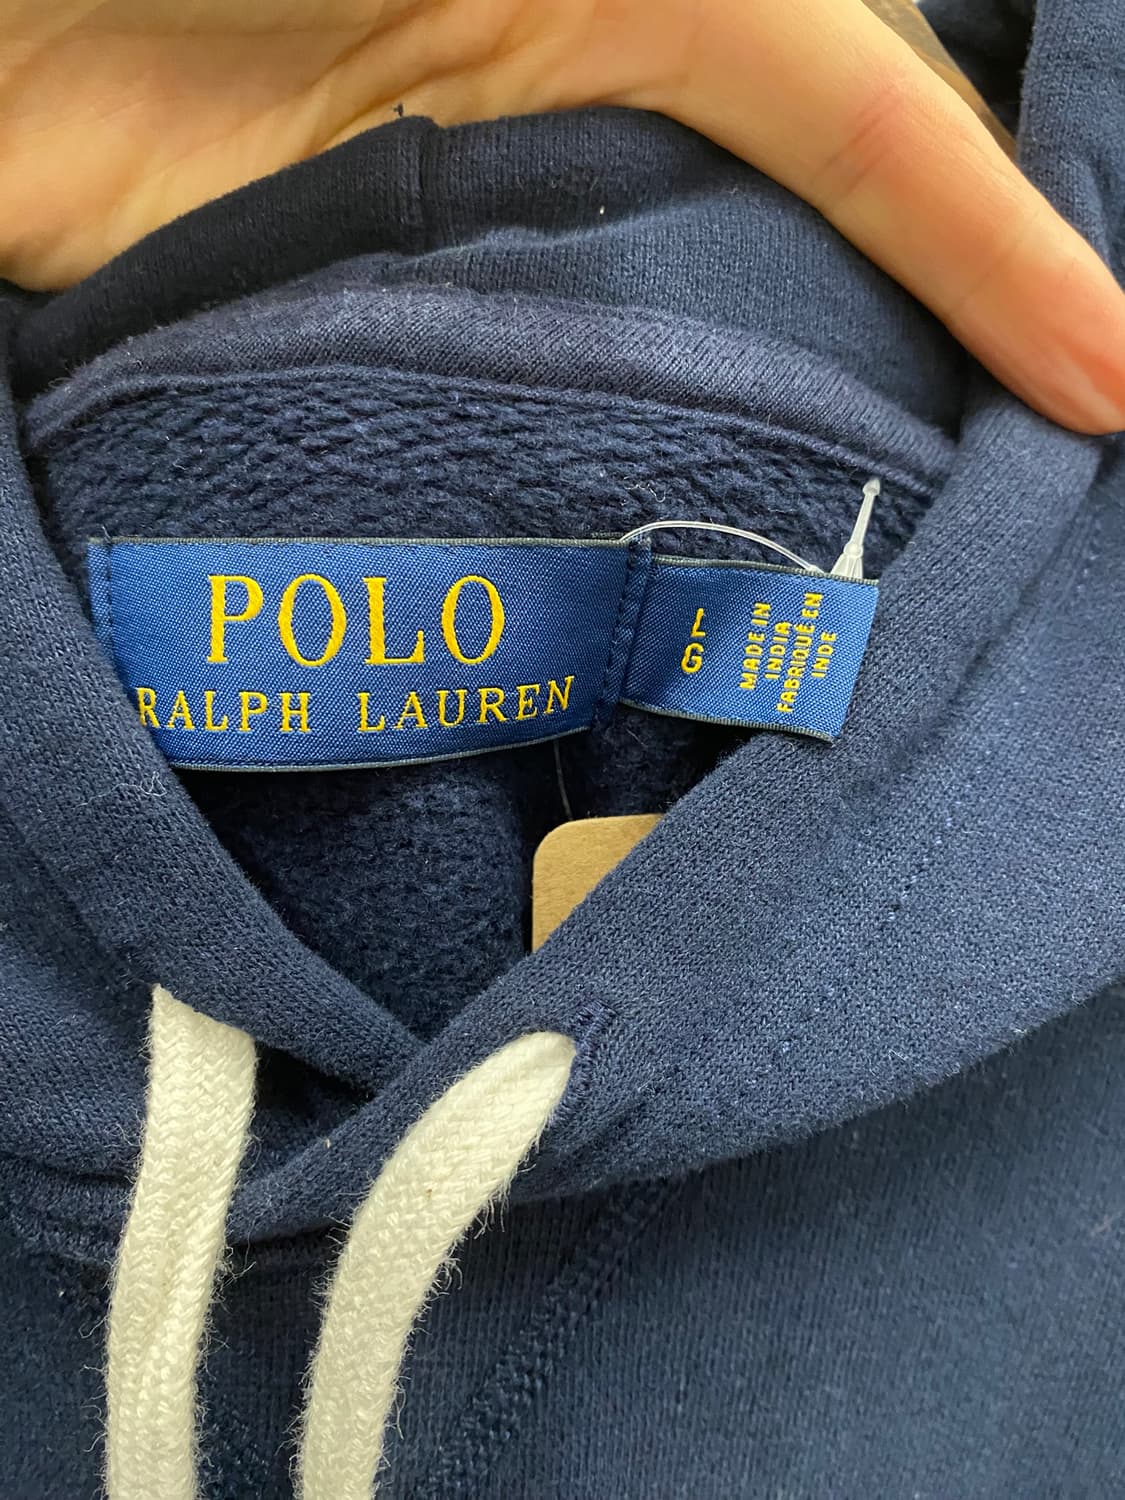 POLO
RALPH LAUREN
L
G
MADE IN
INDIA
FABRIQUÉ EN
INDE